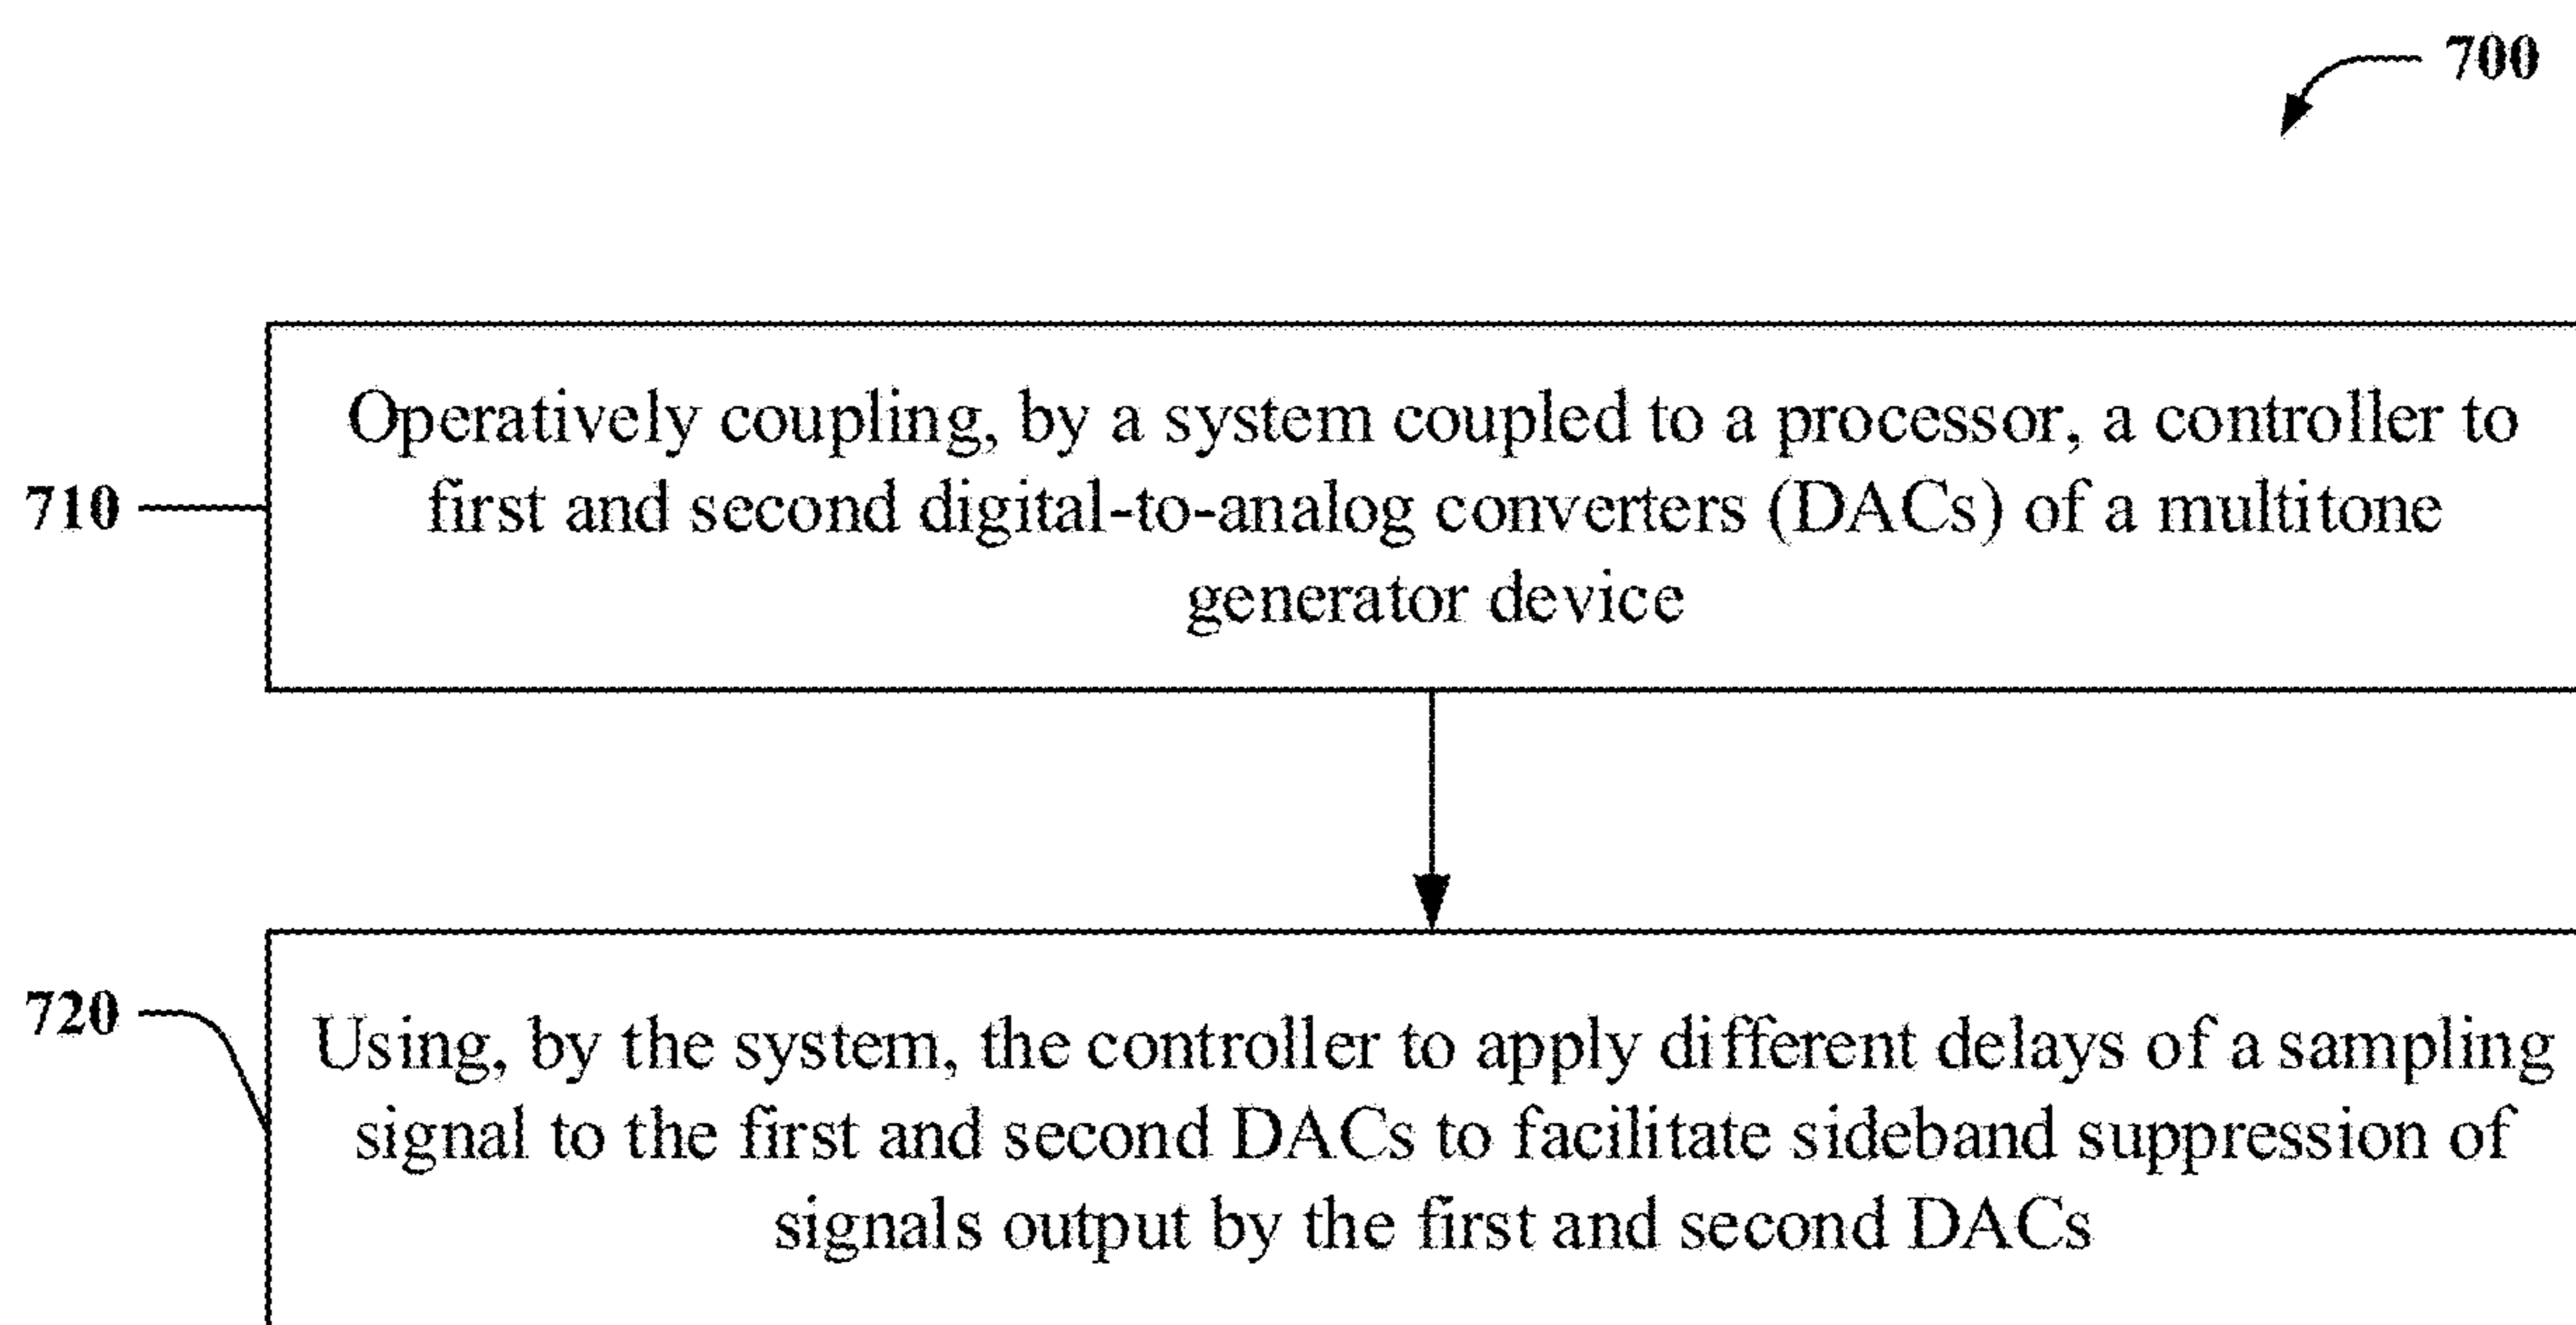 700
710
Operatively coupling, by a system coupled to a processor, a controller to
first and second digital-to-analog converters (DACs) of a multitone
generator device
720
Using, by the system, the controller to apply different delays of a sampling
signal to the first and second DACs to facilitate sideband suppression of
signals output by the first and second DACs